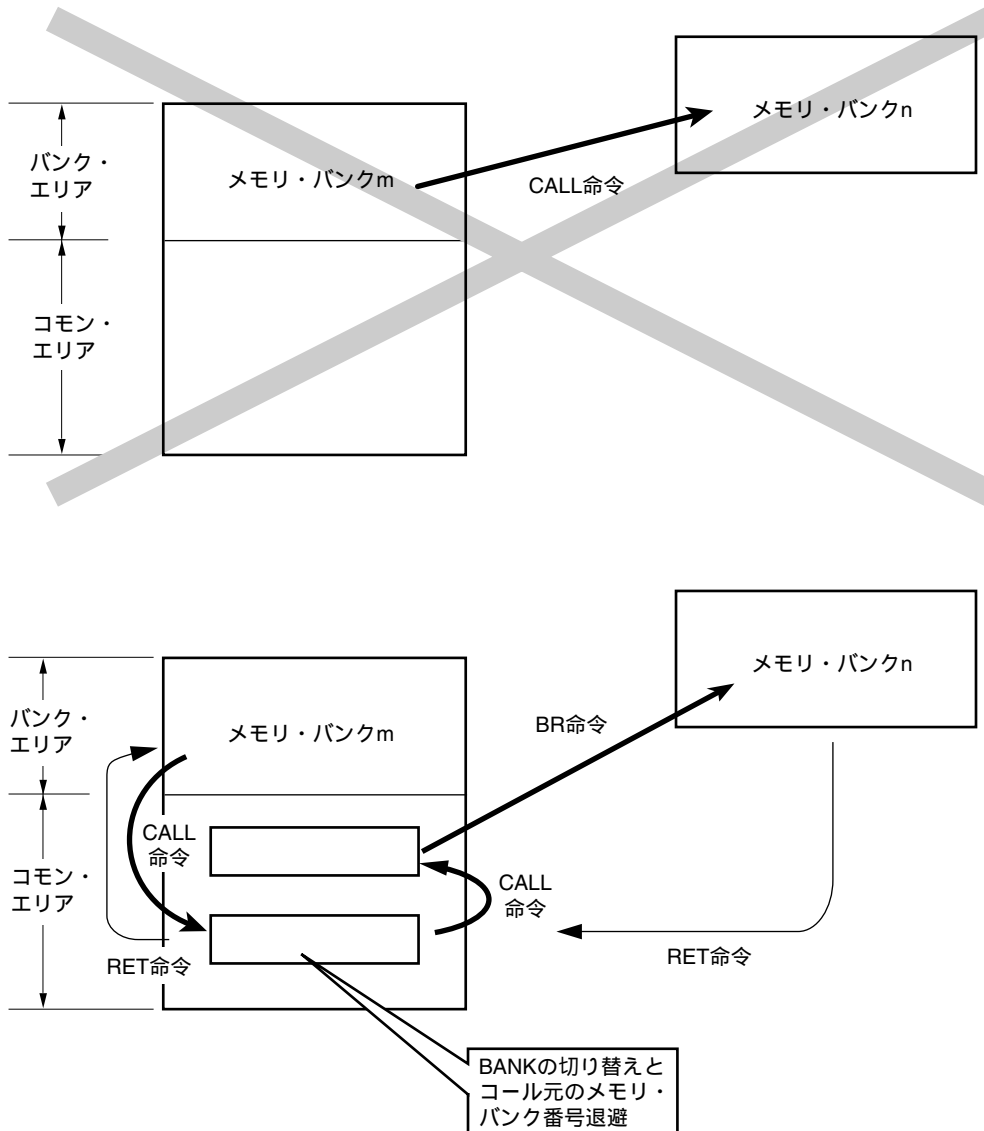 メモリ・バンクn
バンク・
エリア
メモリ・バンクm
CALL命令
コモン・
エリア
メモリ・バンクn
バンク・
エリア
メモリ・バンクm
BR命令
CALL
命令
コモン・
エリア
CALL
命令
RET命令
RET命令
BANKの切り替えと
コール元のメモリ・
バンク番号退避